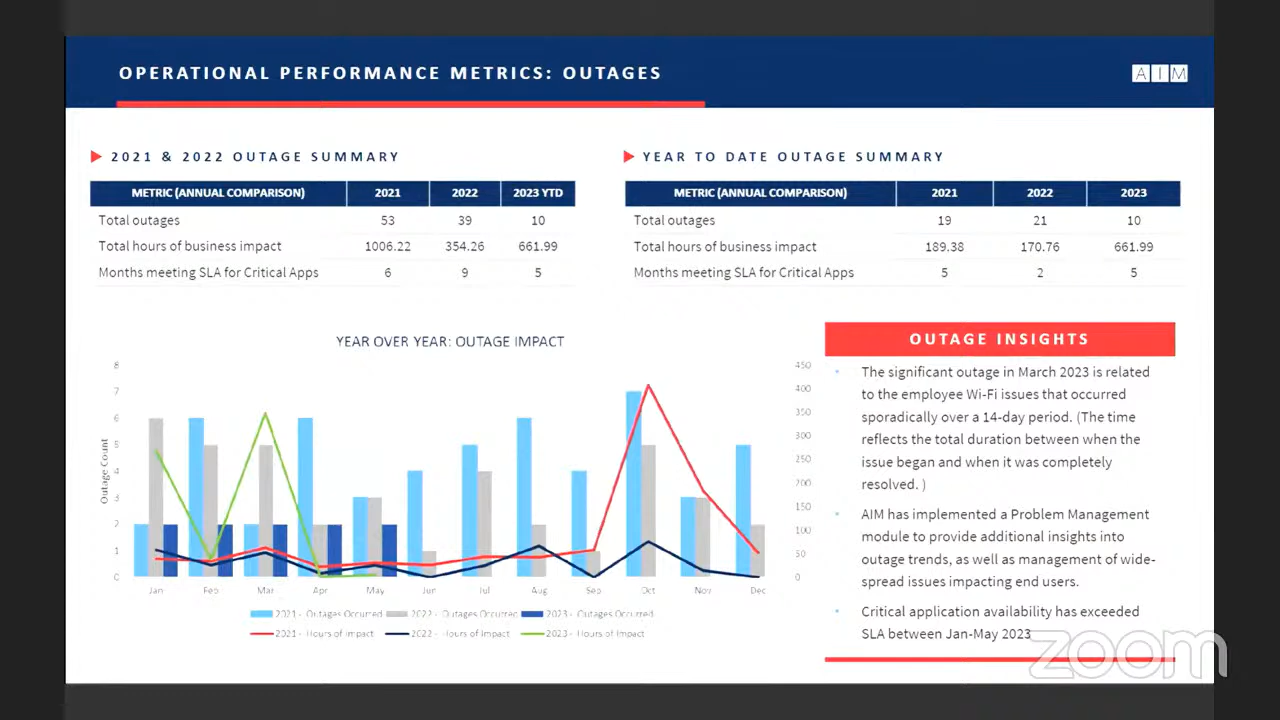 OPERATIONAL PERFORMANCE METRICS: OUTAGES
AIM
2021 & 2022 OUTAGE SUMMARY
METRIC (ANNUAL COMPARISON) 2021 2022 2023 YTD
Total outages 53 39 10
Total hours of business impact 1006.22 354.26 661.99
Months meeting SLA for Critical Apps 6 9 5
YEAR TO DATE OUTAGE SUMMARY
METRIC (ANNUAL COMPARISON) 2021 2022 2023
Total outages 19 21 10
Total hours of business impact 189.38 170.76 661.99
Months meeting SLA for Critical Apps 5 2 5
YEAR OVER YEAR: OUTAGE IMPACT
Outage Count
8
7
6
5
4
3
2
1
0
450
400
350
300
250
200
150
100
50
0
Jan Feb Mar Apr May Jun Jul Aug Sep Oct Nov Dec
2021 - Outages Occurred 2022 - Outages Occurred 2023 - Outages Occurred
2021 - Hours of Impact 2022 - Hours of Impact 2023 - Hours of Impact
OUTAGE INSIGHTS
The significant outage in March 2023 is related
to the employee Wi-Fi issues that occurred
sporadically over a 14-day period. (The time
reflects the total duration between when the
issue began and when it was completely
resolved. )
AIM has implemented a Problem Management
module to provide additional insights into
outage trends, as well as management of wide-
spread issues impacting end users.
Critical application availability has exceeded
SLA between Jan-May 2023
zoom